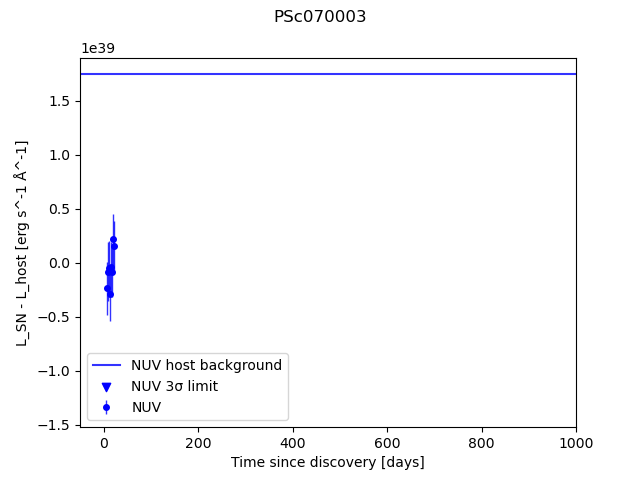 PSc070003
1e39
L_SN - L_host [erg s^-1 Å^-1]
1.5
1.0
0.5
0.0
−0.5
−1.0
−1.5
NUV host background
NUV 3σ limit
NUV
0 200 400 600 800 1000
Time since discovery [days]